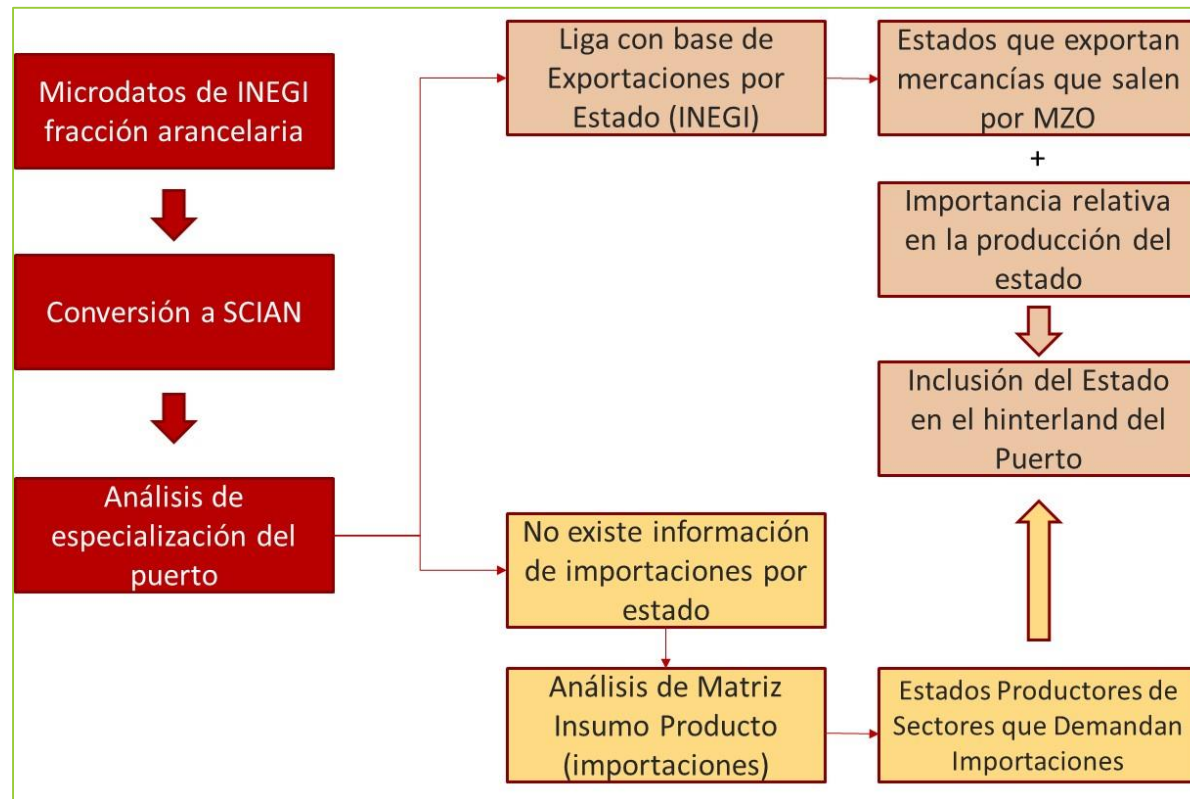 Microdatos de INEGI
fracción arancelaria
Conversión a SCIAN
Análisis de
especialización del
puerto
Liga con base de
Exportaciones por
Estado (INEGI)
Estados que exportan
mercancías que salen
por MZO
+
Importancia relativa
en la producción del
estado
Inclusión del Estado
en el hinterland del
Puerto
No existe información
de importaciones por
estado
Análisis de Matriz
Insumo Producto
(importaciones)
Estados Productores de
Sectores que Demandan
Importaciones